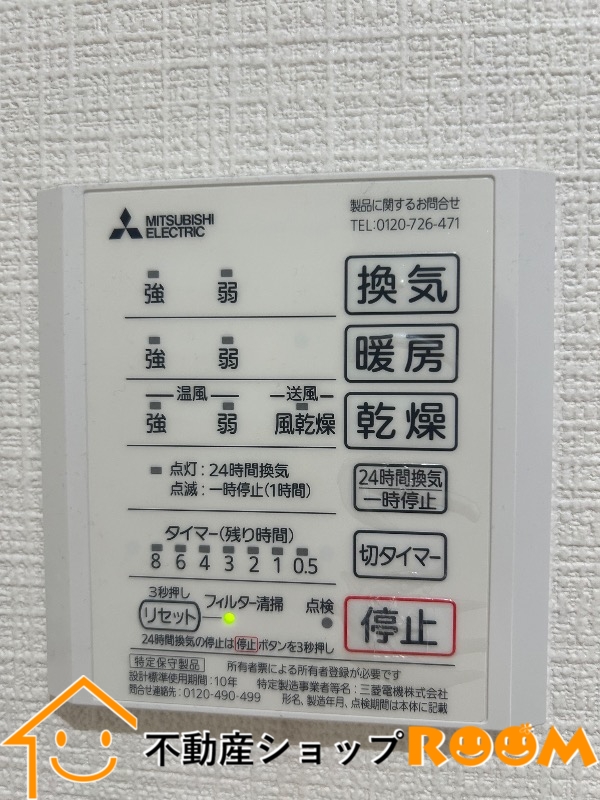 MITSUBISHI
ELECTRIC
製品に関するお問合せ
TEL:0120-726-471
強 弱 換気
強 弱 暖房
温風 送風
強 弱 風乾燥 乾燥
点灯:24時間換気
点滅:一時停止(1時間)
24時間換気
一時停止
タイマー(残り時間)
8 6 4 3 2 1 0.5
切タイマー
3秒押し
リセット フィルター清掃 点検
停止
24時間換気の停止は停止ボタンを3秒押し
特定保守製品 所有者票による所有者登録が必要です
設計標準使用期間:10年 特定製造事業者等名:三菱電機株式会社
問合せ連絡先:0120-490-499 形名、製造年月、点検期間は本体に記載
不動産ショップROOM